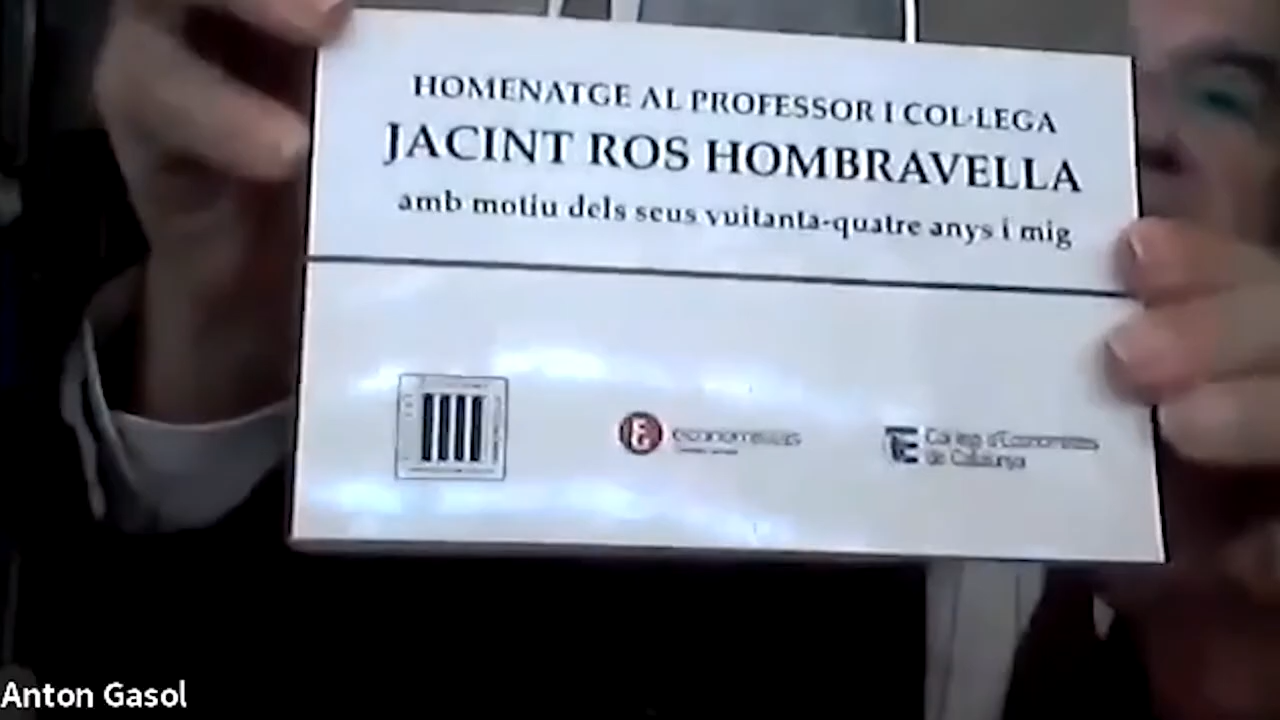 HOMENATGE AL PROFESSOR I COL·LEGA
JACINT ROS HOMBRAVELLA
amb motiu dels seus vuitanta-quatre anys i mig
economistas
Col·legi d'Economistes
de Catalunya
Anton Gasol